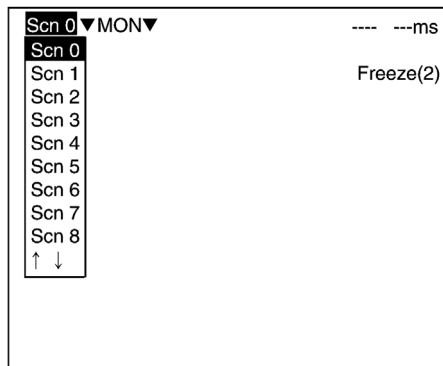 Scn 0▼MON▼ ---- ---ms
Scn 0
Scn 1 Freeze(2)
Scn 2
Scn 3
Scn 4
Scn 5
Scn 6
Scn 7
Scn 8
↑ ↓